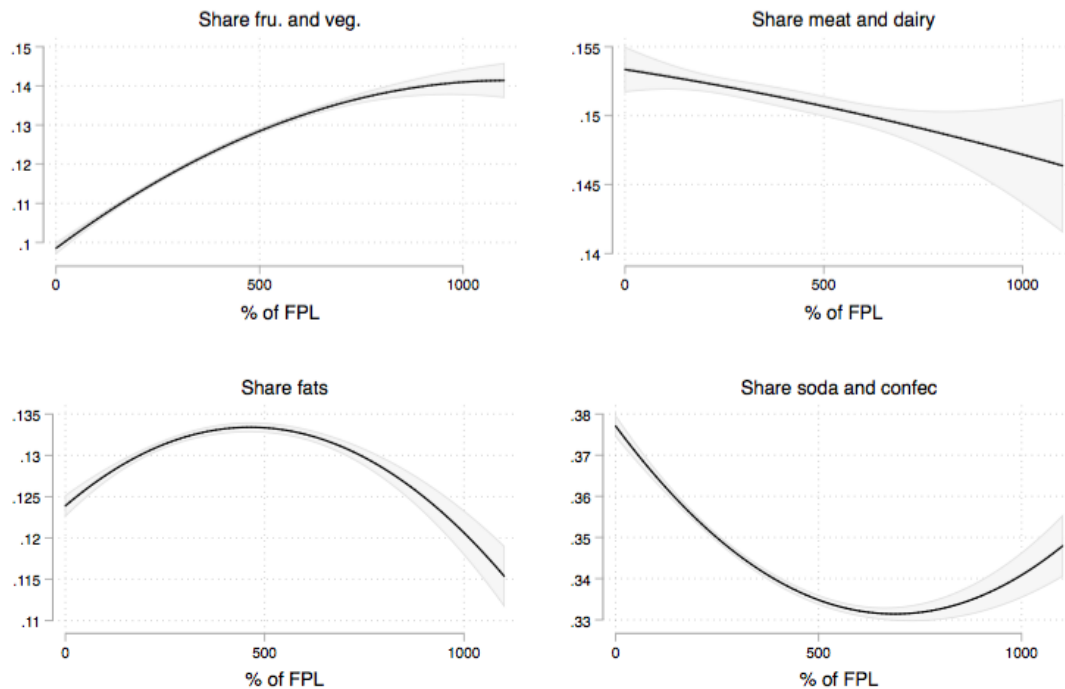 Share fru. and veg.
.15
.14
.13
.12
.11
.1
0 500 1000
% of FPL
Share meat and dairy
.155
.15
.145
.14
0 500 1000
% of FPL
Share fats
.135
.13
.125
.12
.115
.11
0 500 1000
% of FPL
Share soda and confec
.38
.37
.36
.35
.34
.33
0 500 1000
% of FPL